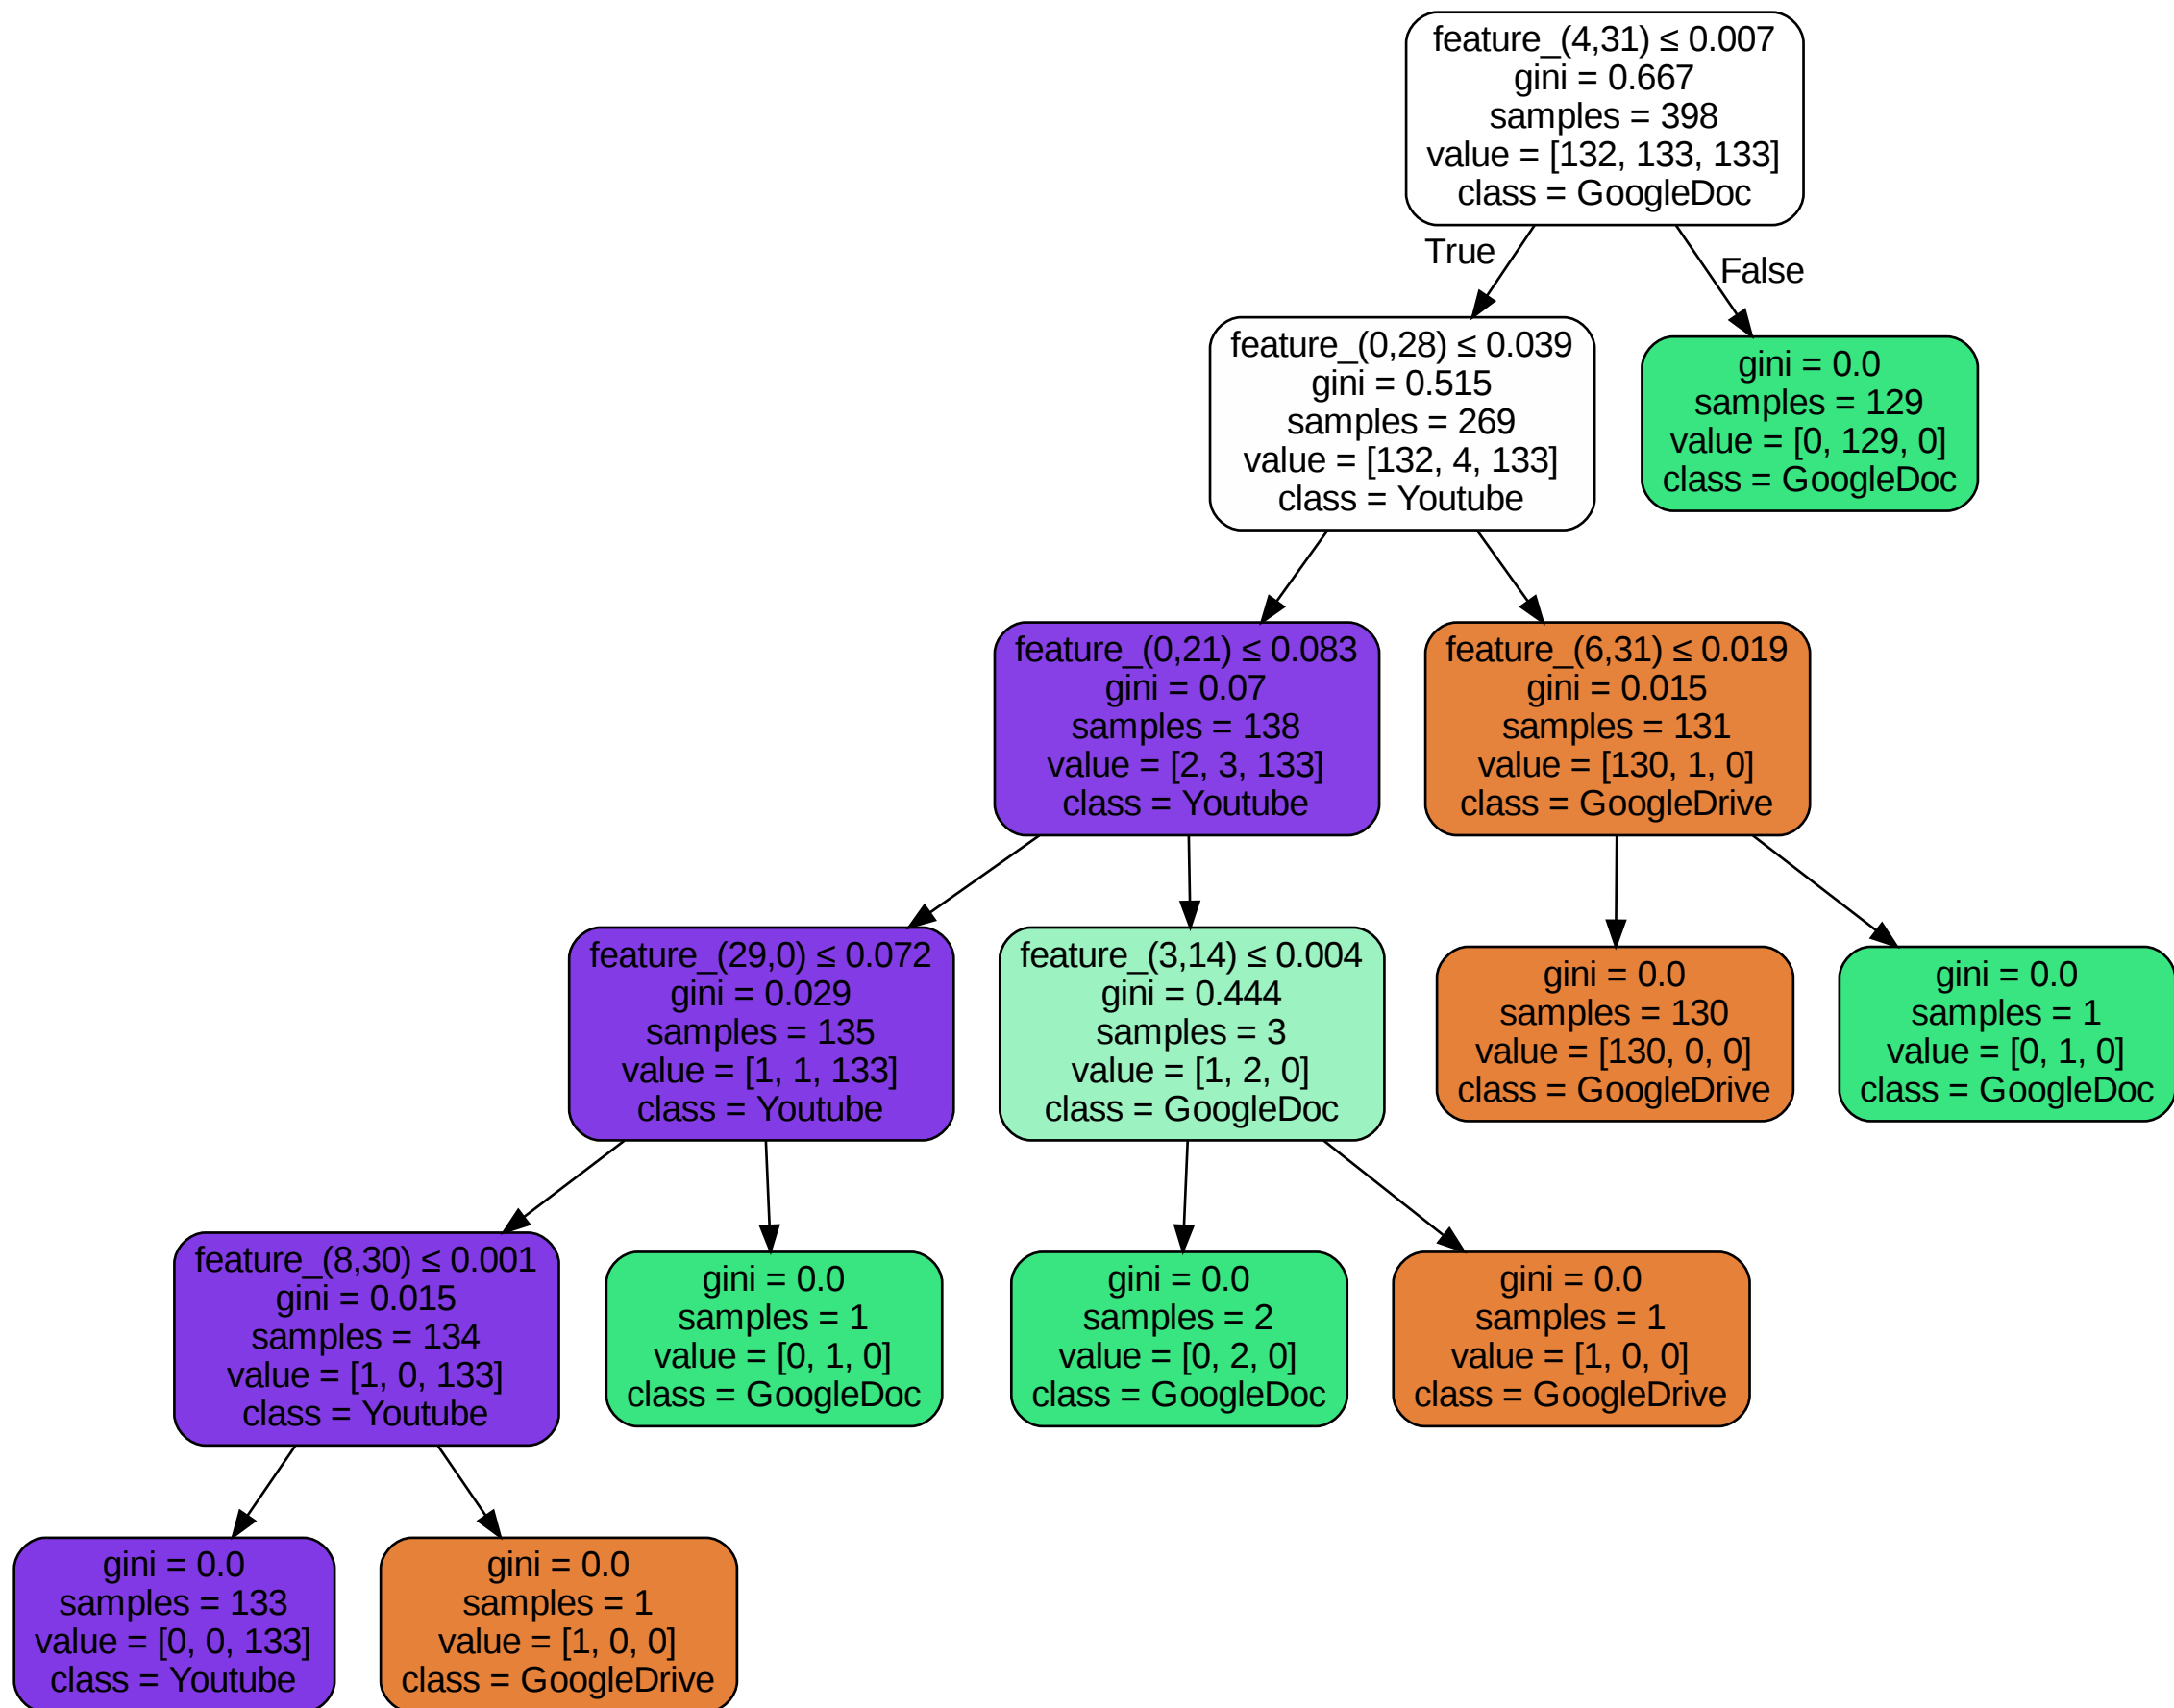 feature_(4,31) ≤ 0.007
gini = 0.667
samples = 398
value = [132, 133, 133]
class = GoogleDoc
True
False
feature_(0,28) ≤ 0.039
gini = 0.515
samples = 269
value = [132, 4, 133]
class = Youtube
gini = 0.0
samples = 129
value = [0, 129, 0]
class = GoogleDoc
feature_(0,21) ≤ 0.083
gini = 0.07
samples = 138
value = [2, 3, 133]
class = Youtube
feature_(6,31) ≤ 0.019
gini = 0.015
samples = 131
value = [130, 1, 0]
class = GoogleDrive
feature_(29,0) ≤ 0.072
gini = 0.029
samples = 135
value = [1, 1, 133]
class = Youtube
feature_(3,14) ≤ 0.004
gini = 0.444
samples = 3
value = [1, 2, 0]
class = GoogleDoc
gini = 0.0
samples = 130
value = [130, 0, 0]
class = GoogleDrive
gini = 0.0
samples = 1
value = [0, 1, 0]
class = GoogleDoc
feature_(8,30) ≤ 0.001
gini = 0.015
samples = 134
value = [1, 0, 133]
class = Youtube
gini = 0.0
samples = 1
value = [0, 1, 0]
class = GoogleDoc
gini = 0.0
samples = 2
value = [0, 2, 0]
class = GoogleDoc
gini = 0.0
samples = 1
value = [1, 0, 0]
class = GoogleDrive
gini = 0.0
samples = 133
value = [0, 0, 133]
class = Youtube
gini = 0.0
samples = 1
value = [1, 0, 0]
class = GoogleDrive